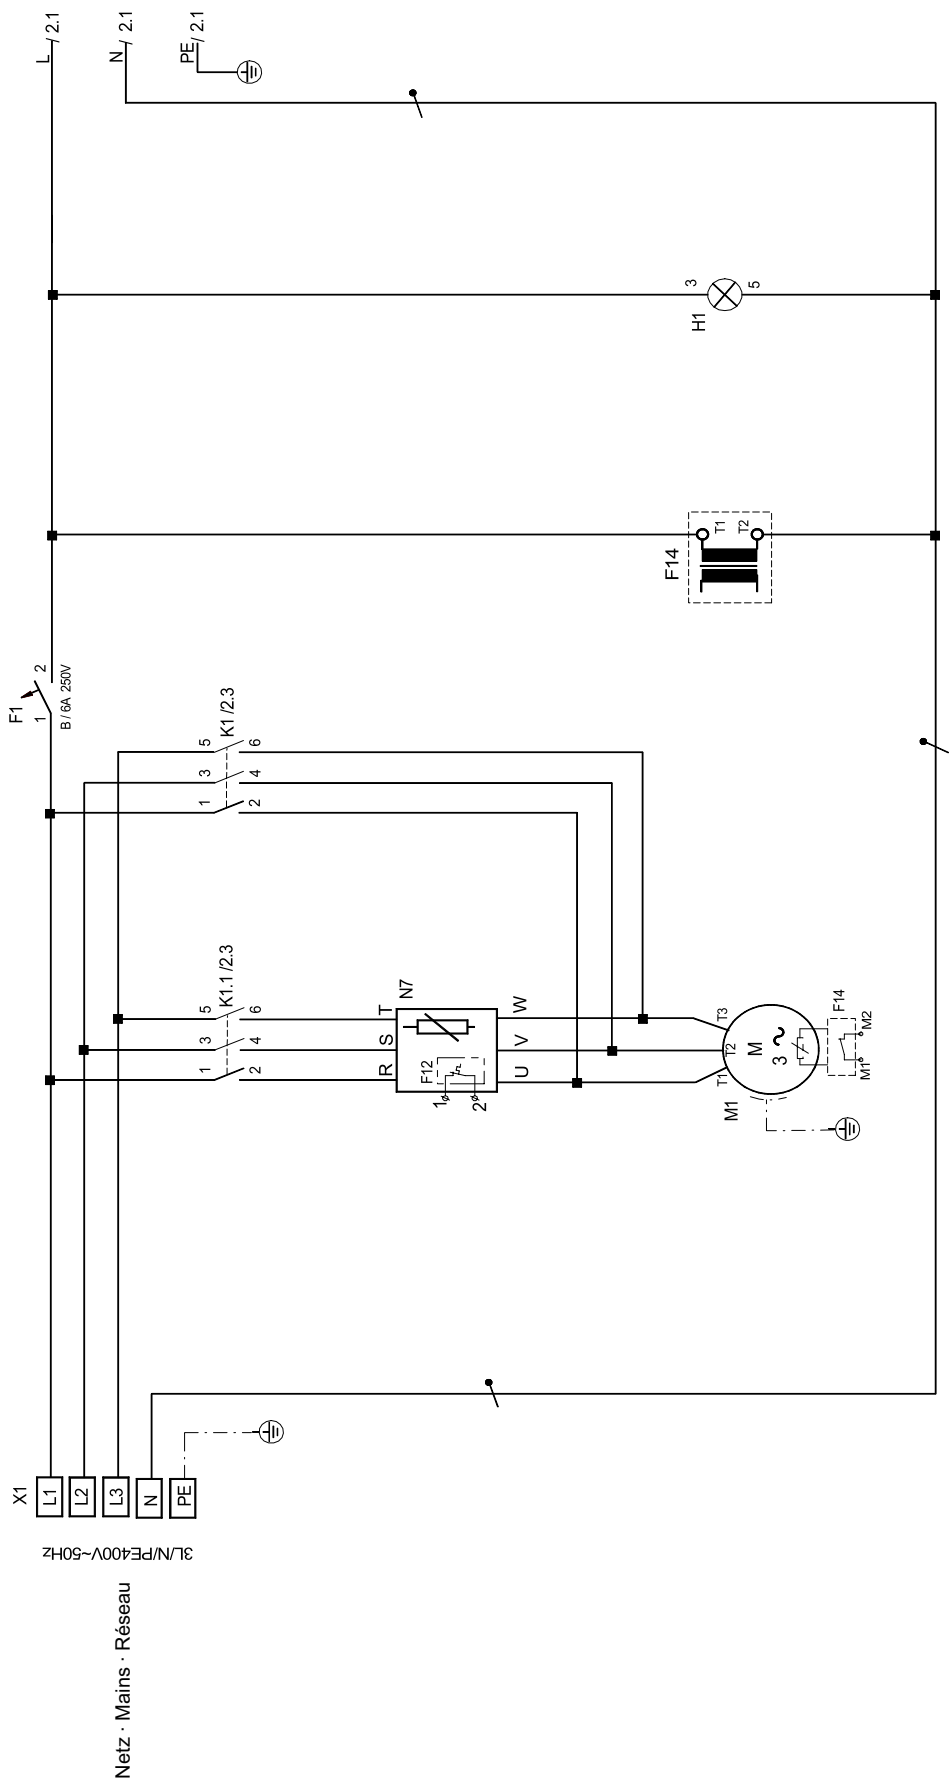 Netz · Mains · Réseau
3L/N/PE400V~50Hz
X1
L1
L2
L3
N
PE
K1.1 /2.3
1
2
3
4
5
6
R
S
T
N7
F12
1
2
U
V
W
M1
T1
T2
T3
M
3
~
F14
M1
M2
K1 /2.3
1
2
3
4
5
6
F1
1
2
B / 6A 250V
F14
T1
T2
H1
3
5
L / 2.1
N / 2.1
PE / 2.1